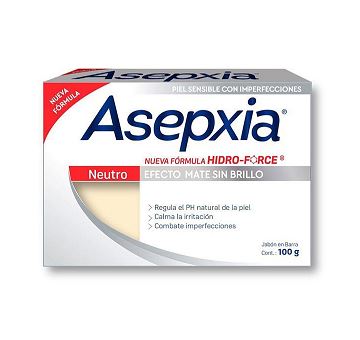 NUEVA
FÓRMULA
PIEL SENSIBLE CON IMPERFECCIONES
Asepxia®
NUEVA FÓRMULA HIDRO-FORCE®
Neutro
EFECTO MATE SIN BRILLO
Regula el PH natural de la piel
Calma la irritación
Combate imperfecciones
Jabón en Barra
Cont.: 100 g